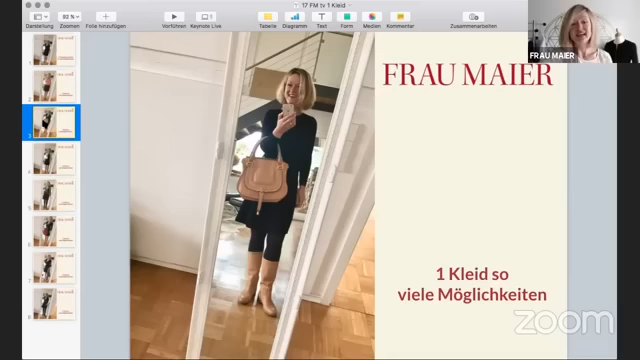 17 FM tv 1 Kleid
92 %
Darstellung
Zoomen
Folie hinzufügen
Vorführen
Keynote Live
Tabelle
Diagramm
Text
Form
Medien
Kommentar
Zusammenarbeiten
FRAU MAIER
FRAU MAIER
1 Kleid so
viele Möglichkeiten
zoom